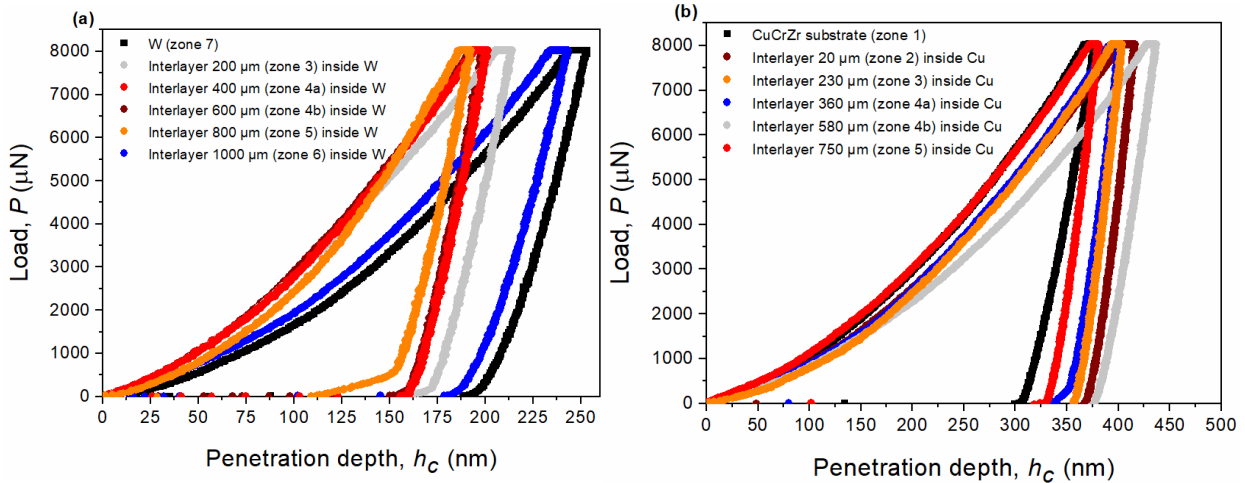 (a)
W (zone 7)
Interlayer 200 μm (zone 3) inside W
Interlayer 400 μm (zone 4a) inside W
Interlayer 600 μm (zone 4b) inside W
Interlayer 800 μm (zone 5) inside W
Interlayer 1000 μm (zone 6) inside W
8000
7000
6000
5000
4000
3000
2000
1000
0
Load, P (μN)
0 25 50 75 100 125 150 175 200 225 250
Penetration depth, hc (nm)
(b)
CuCrZr substrate (zone 1)
Interlayer 20 μm (zone 2) inside Cu
Interlayer 230 μm (zone 3) inside Cu
Interlayer 360 μm (zone 4a) inside Cu
Interlayer 580 μm (zone 4b) inside Cu
Interlayer 750 μm (zone 5) inside Cu
8000
7000
6000
5000
4000
3000
2000
1000
0
Load, P (μN)
0 50 100 150 200 250 300 350 400 450 500
Penetration depth, hc (nm)